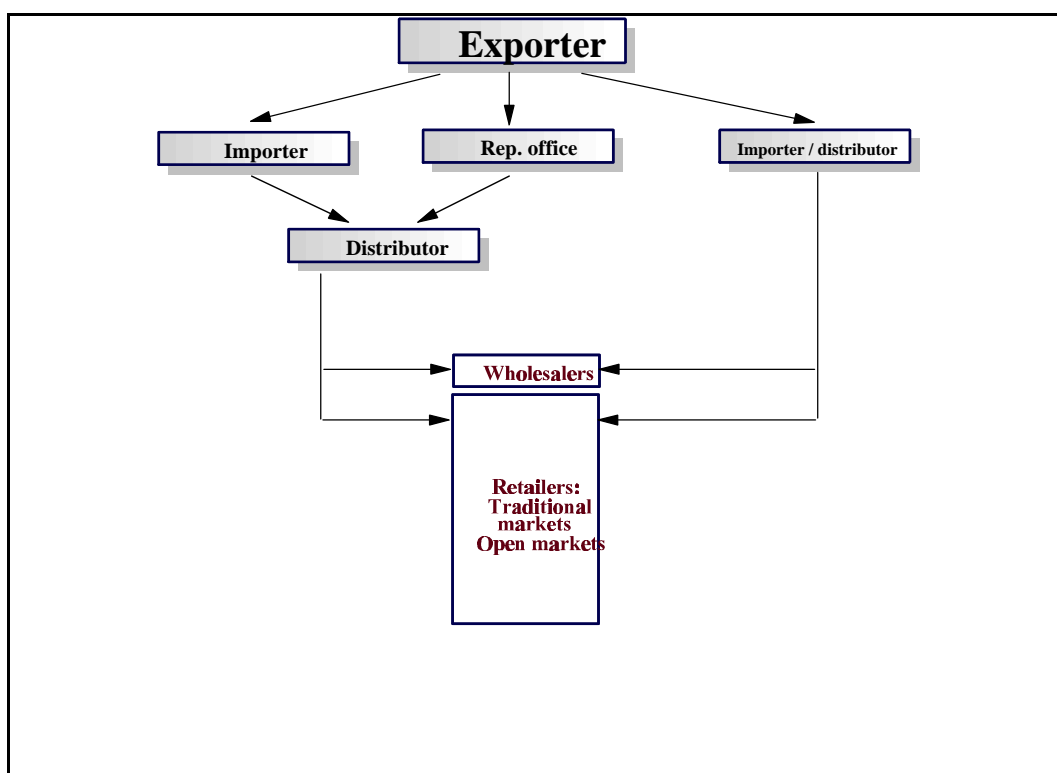 Exporter
Importer
Rep. office
Importer / distributor
Distributor
Wholesalers
Retailers:
Traditional
markets
Open markets